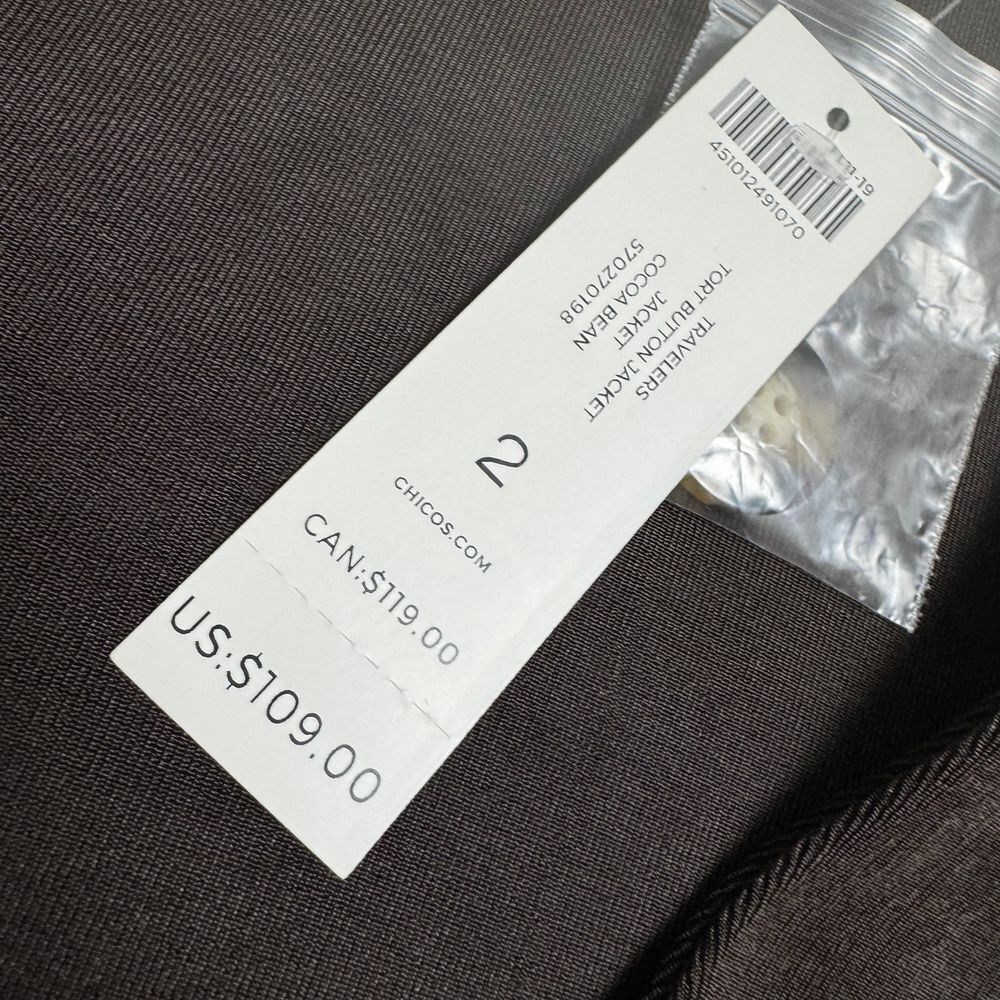 451012491070
TRAVELERS
TORT BUTTON JACKET
JACKET
COCOA BEAN
570270198
2
CHICOS.COM
CAN:$119.00
US:$109.00